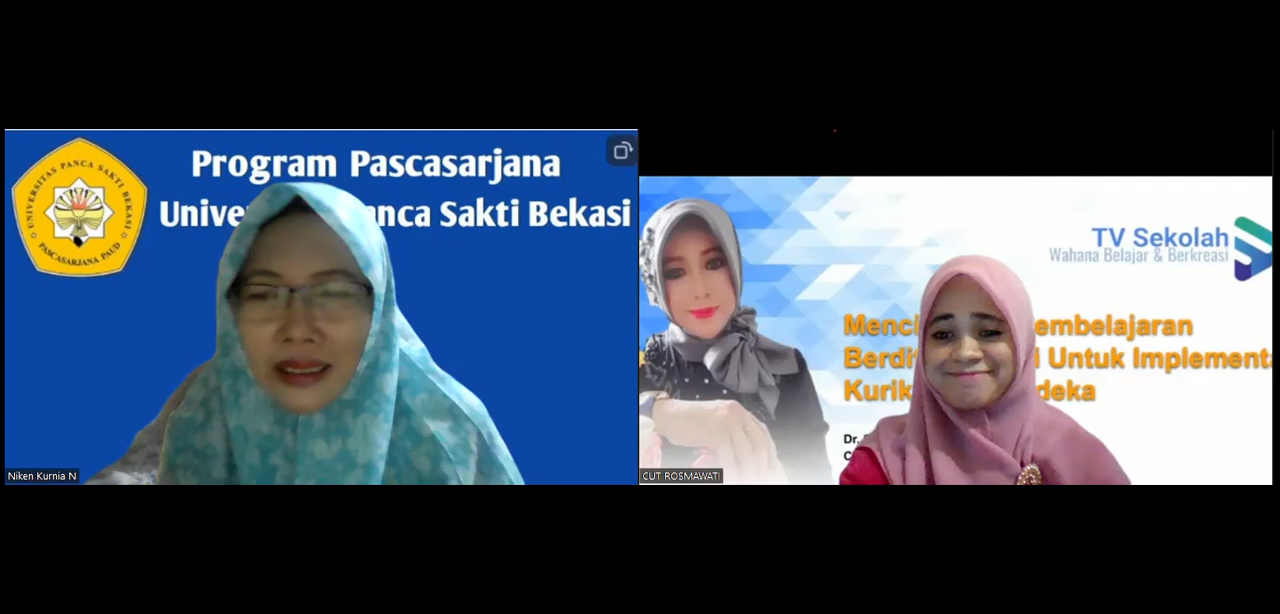 Program Pascasarjana
Unive anca Sakti Bekasi
UNIVERSITAS PANCA SAKTI BEKASI
PASCASARJANA PAUD
Niken Kurnia N
TV Sekolah
Wahana Belajar & Berkreasi
Menci embelajaran
Berdi l Untuk Implementa
Kurik deka
Dr.
CUT ROSMAWATI